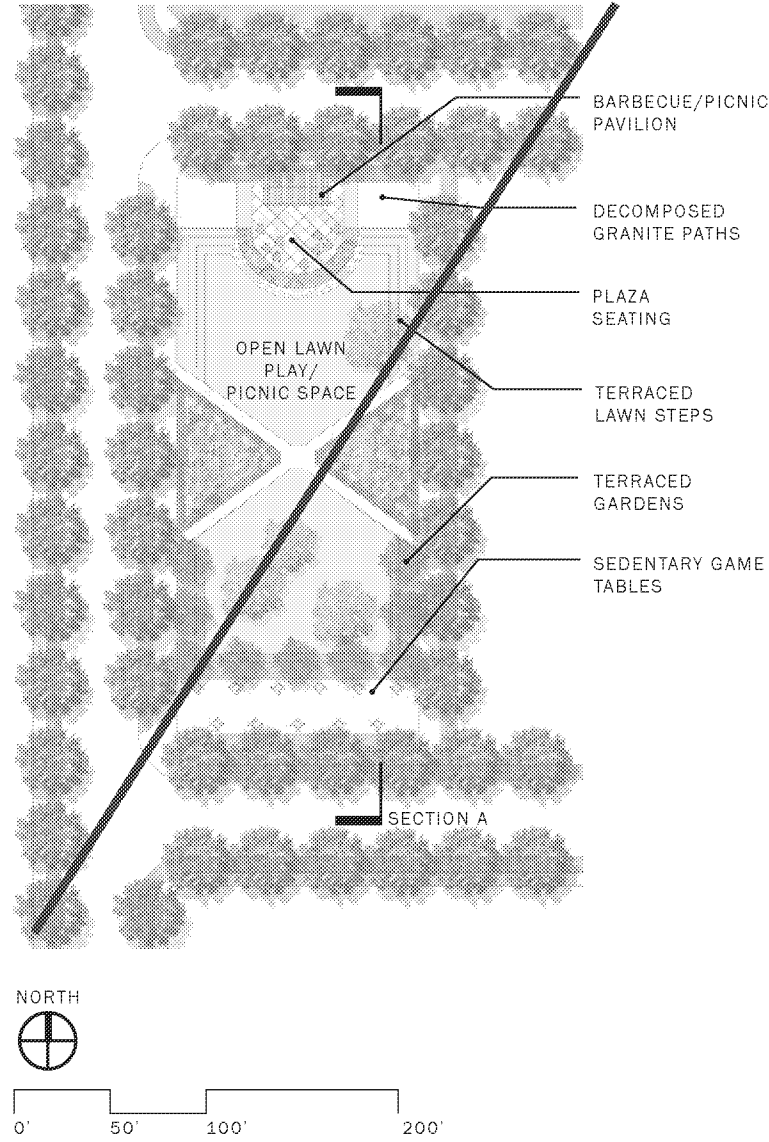 BARBECUE/PICNIC
PAVILION
DECOMPOSED
GRANITE PATHS
PLAZA
SEATING
OPEN LAWN
PLAY/
PICNIC SPACE
TERRACED
LAWN STEPS
TERRACED
GARDENS
SEDENTARY GAME
TABLES
SECTION A
NORTH
0' 50' 100' 200'